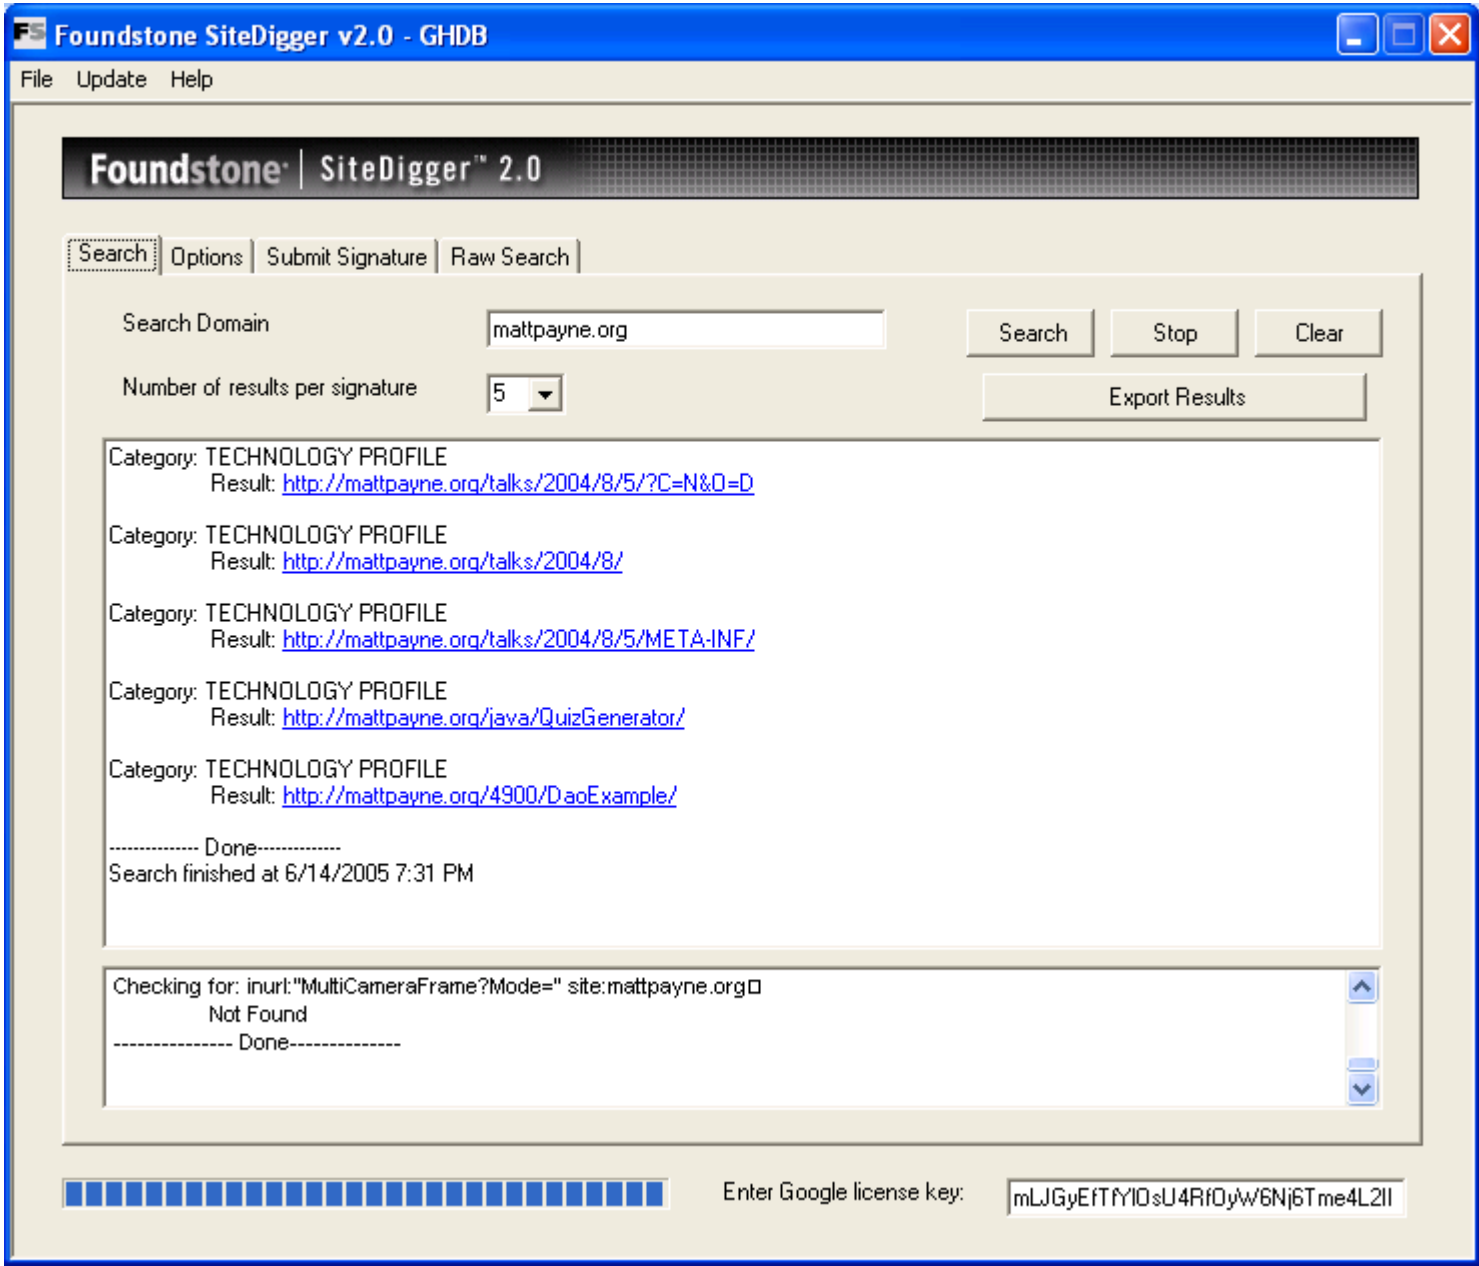 FS Foundstone SiteDigger v2.0 - GHDB
File Update Help
Foundstone | SiteDigger™ 2.0
Search Options Submit Signature Raw Search
Search Domain mattpayne.org Search Stop Clear
Number of results per signature 5 Export Results
Category: TECHNOLOGY PROFILE
Result: http://mattpayne.org/talks/2004/8/5/?C=N&O=D
Category: TECHNOLOGY PROFILE
Result: http://mattpayne.org/talks/2004/8/
Category: TECHNOLOGY PROFILE
Result: http://mattpayne.org/talks/2004/8/5/META-INF/
Category: TECHNOLOGY PROFILE
Result: http://mattpayne.org/java/QuizGenerator/
Category: TECHNOLOGY PROFILE
Result: http://mattpayne.org/4900/DaoExample/
-------------- Done-------------
Search finished at 6/14/2005 7:31 PM
Checking for: inurl:"MultiCameraFrame?Mode=" site:mattpayne.org
Not Found
--------------- Done--------------
Enter Google license key: